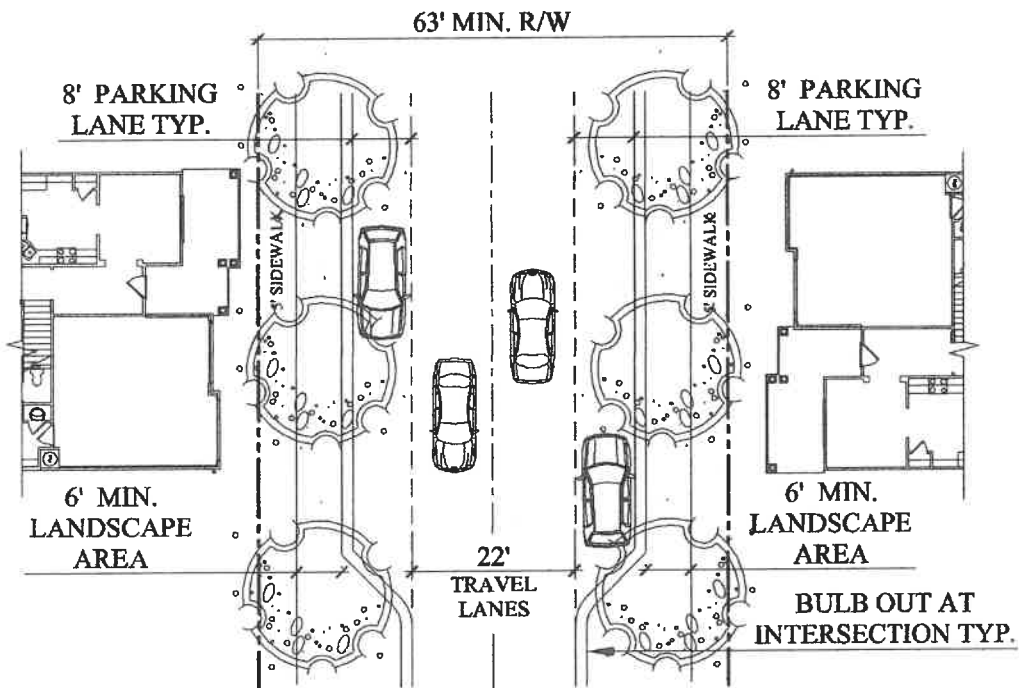 63' MIN. R/W
8' PARKING
LANE TYP.
8' PARKING
LANE TYP.
SIDEWALK
SIDEWALK
6' MIN.
LANDSCAPE
AREA
22'
TRAVEL
LANES
6' MIN.
LANDSCAPE
AREA
BULB OUT AT
INTERSECTION TYP.